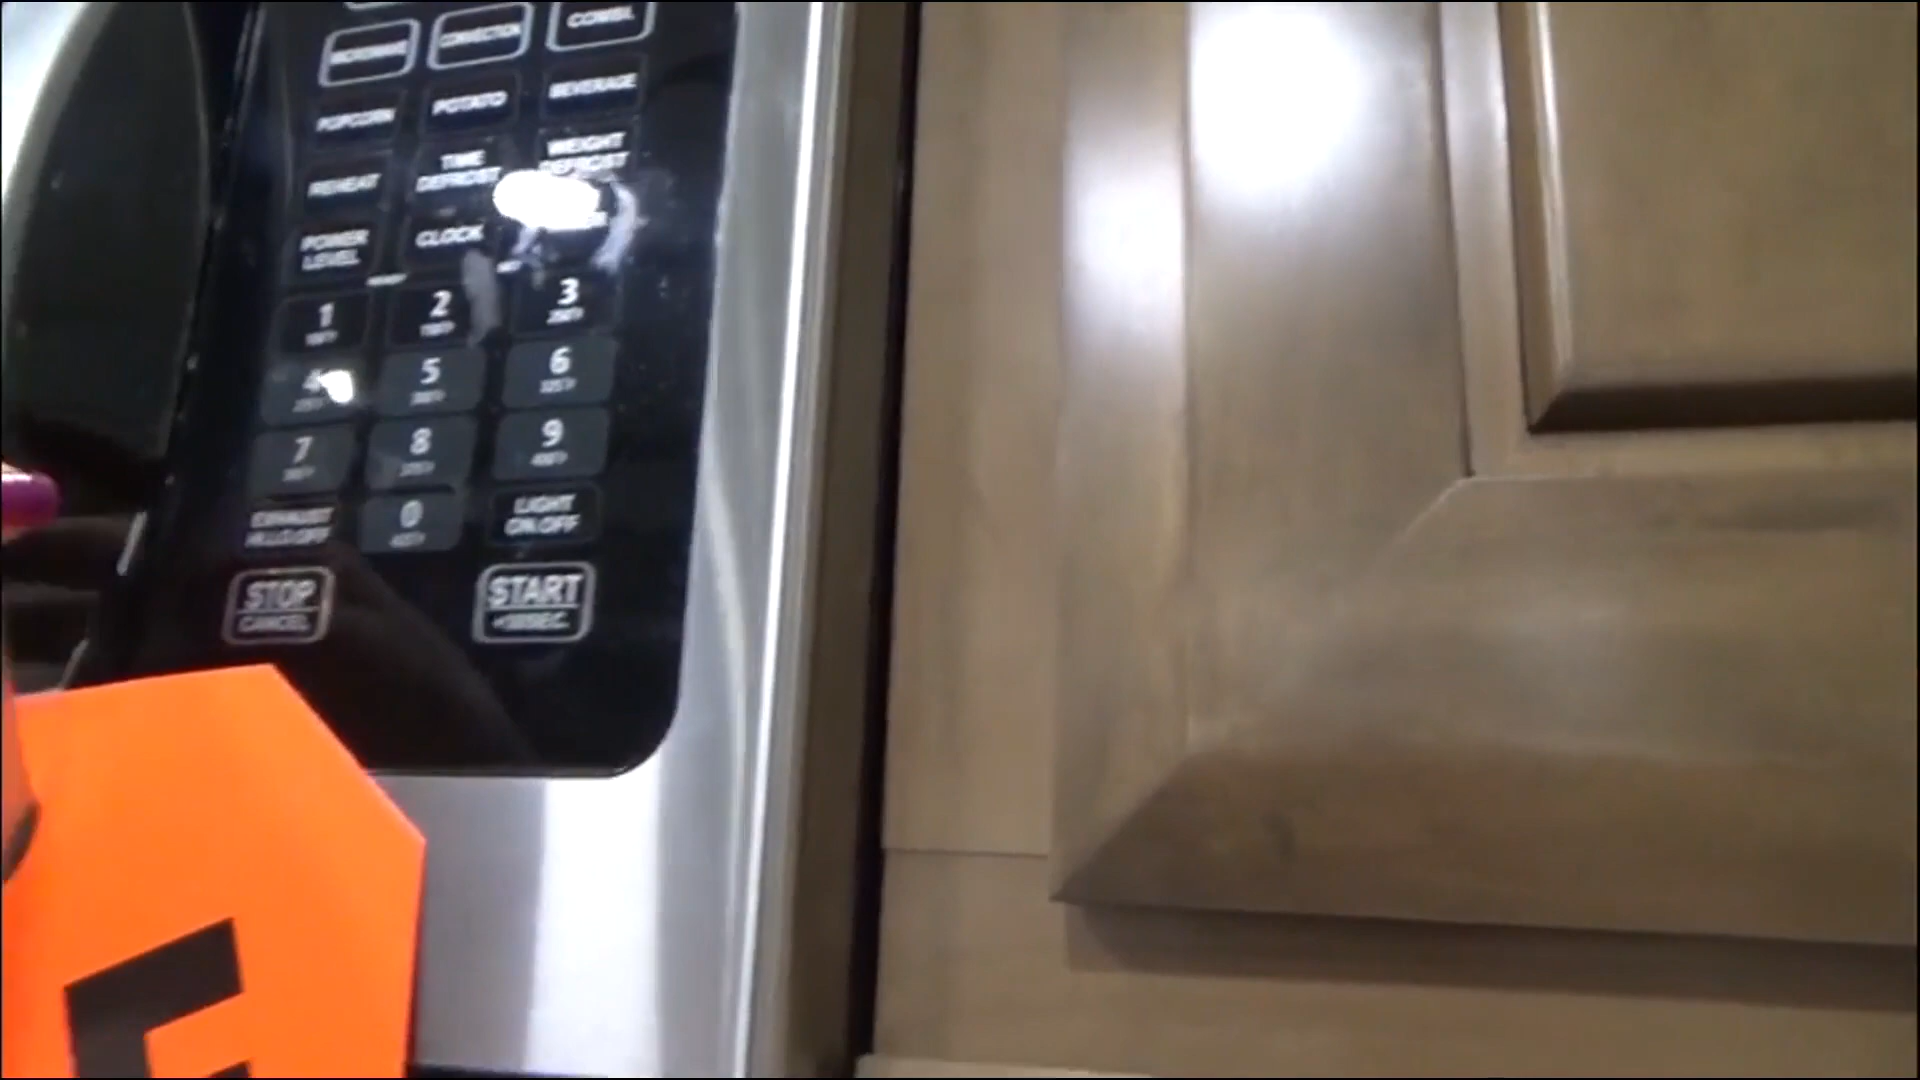 MICROWAVE CONVECTION COMBI.
POPCORN POTATO BEVERAGE
REHEAT TIME DEFROST WEIGHT DEFROST
POWER LEVEL CLOCK
1 2 3
4 5 6
7 8 9
EXHAUST HI/LO/OFF 0 LIGHT ON/OFF
STOP START
CANCEL +30SEC.